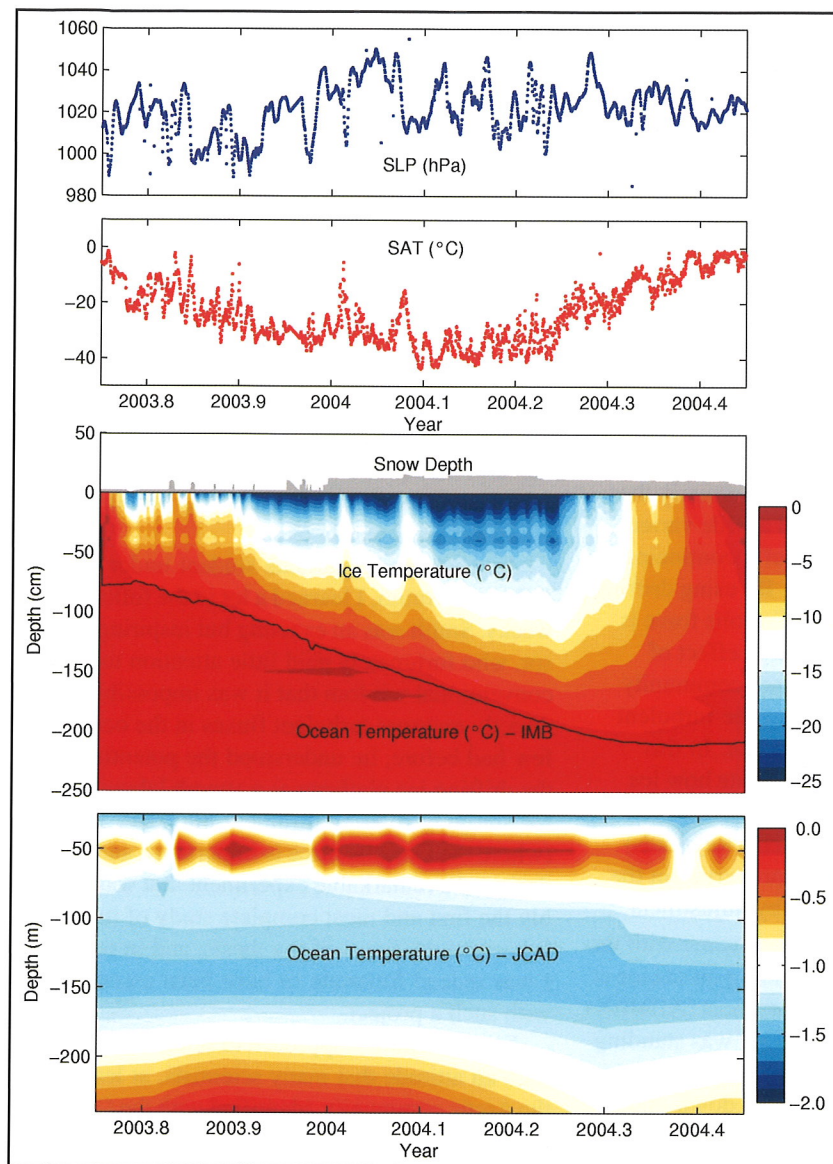 1060
1040
1020
1000
980
SLP (hPa)
0
−20
−40
SAT (°C)
2003.8 2003.9 2004 2004.1 2004.2 2004.3 2004.4
Year
50
0
−50
−100
−150
−200
−250
Depth (cm)
Snow Depth
Ice Temperature (°C)
Ocean Temperature (°C) – IMB
0
−5
−10
−15
−20
−25
−50
−100
−150
−200
Depth (m)
Ocean Temperature (°C) – JCAD
0.0
−0.5
−1.0
−1.5
−2.0
2003.8 2003.9 2004 2004.1 2004.2 2004.3 2004.4
Year